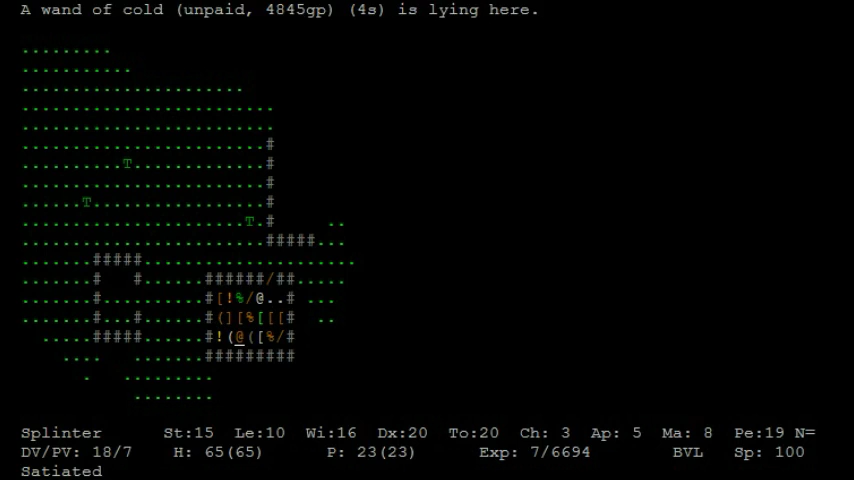 A wand of cold (unpaid, 4845gp) (4s) is lying here.
.........
...........
......................
.........................
.........................
........................#
..........T.............#
........................#
......T.................#
......................T.# ..
........................#####...
.......#####.....................
.......# #......######/##.....
.......#..........#[!%/@..# ...
.......#...#......#(][%[[[# ..
.....#####......#!(@([%/#
.... .......#########
. .........
........
Splinter St:15 Le:10 Wi:16 Dx:20 To:20 Ch: 3 Ap: 5 Ma: 8 Pe:19 N=
DV/PV: 18/7 H: 65(65) P: 23(23) Exp: 7/6694 BVL Sp: 100
Satiated